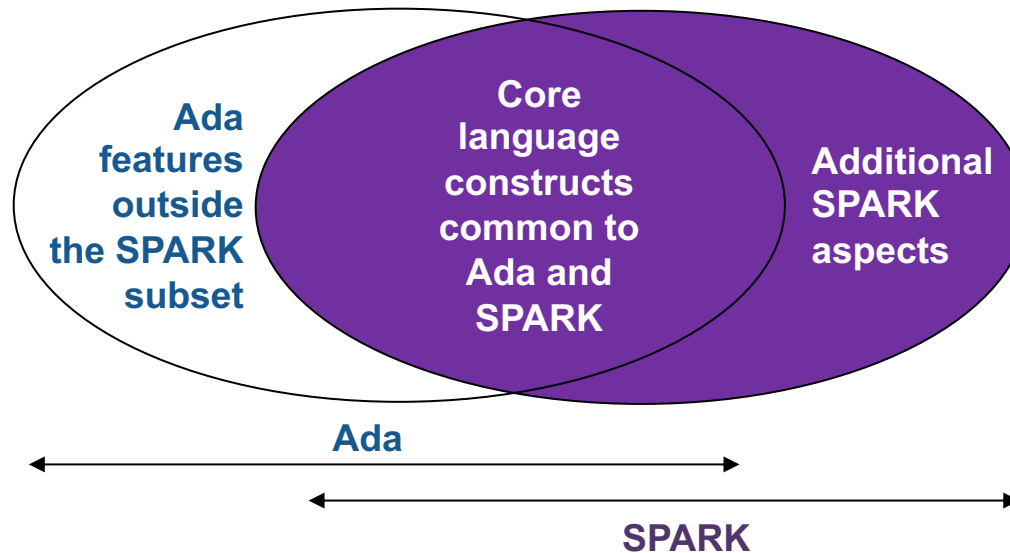 Ada
features
outside
the SPARK
subset
Core
language
constructs
common to
Ada and
SPARK
Additional
SPARK
aspects
Ada
SPARK